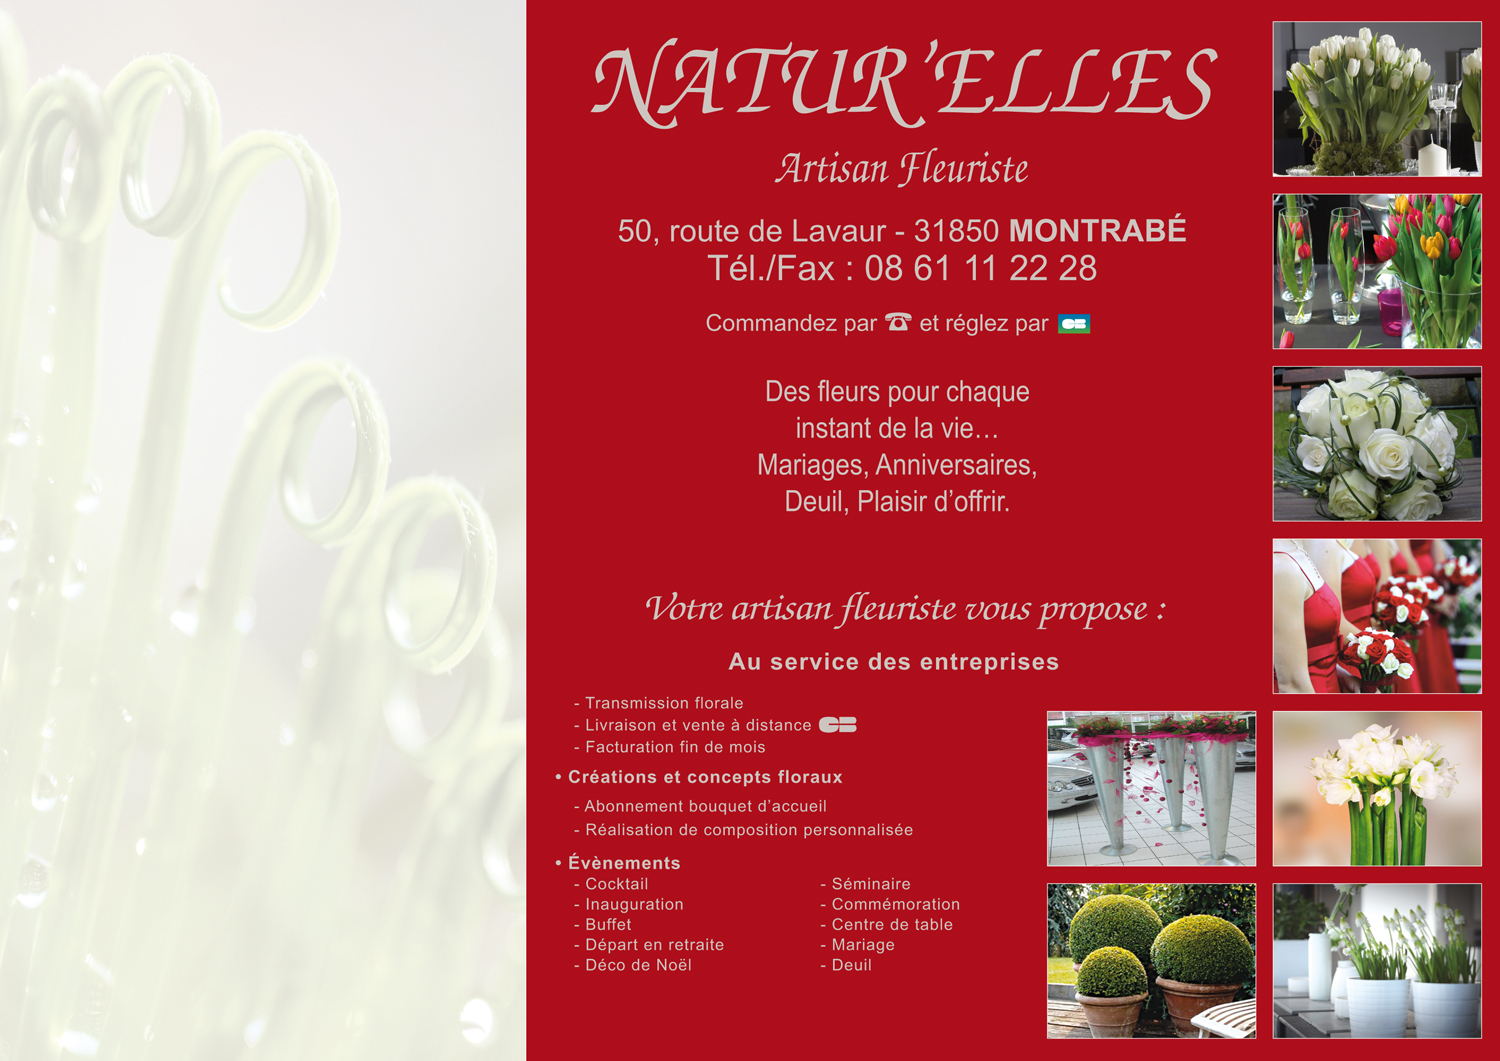 NATUR'ELLES
Artisan Fleuriste
50, route de Lavaur - 31850 MONTRABÉ
Tél./Fax : 08 61 11 22 28
Commandez par ☎ et réglez par CB
Des fleurs pour chaque
instant de la vie…
Mariages, Anniversaires,
Deuil, Plaisir d’offrir.
Votre artisan fleuriste vous propose :
Au service des entreprises
- Transmission florale
- Livraison et vente à distance CB
- Facturation fin de mois
• Créations et concepts floraux
- Abonnement bouquet d’accueil
- Réalisation de composition personnalisée
• Évènements
- Cocktail
- Inauguration
- Buffet
- Départ en retraite
- Déco de Noël
- Séminaire
- Commémoration
- Centre de table
- Mariage
- Deuil